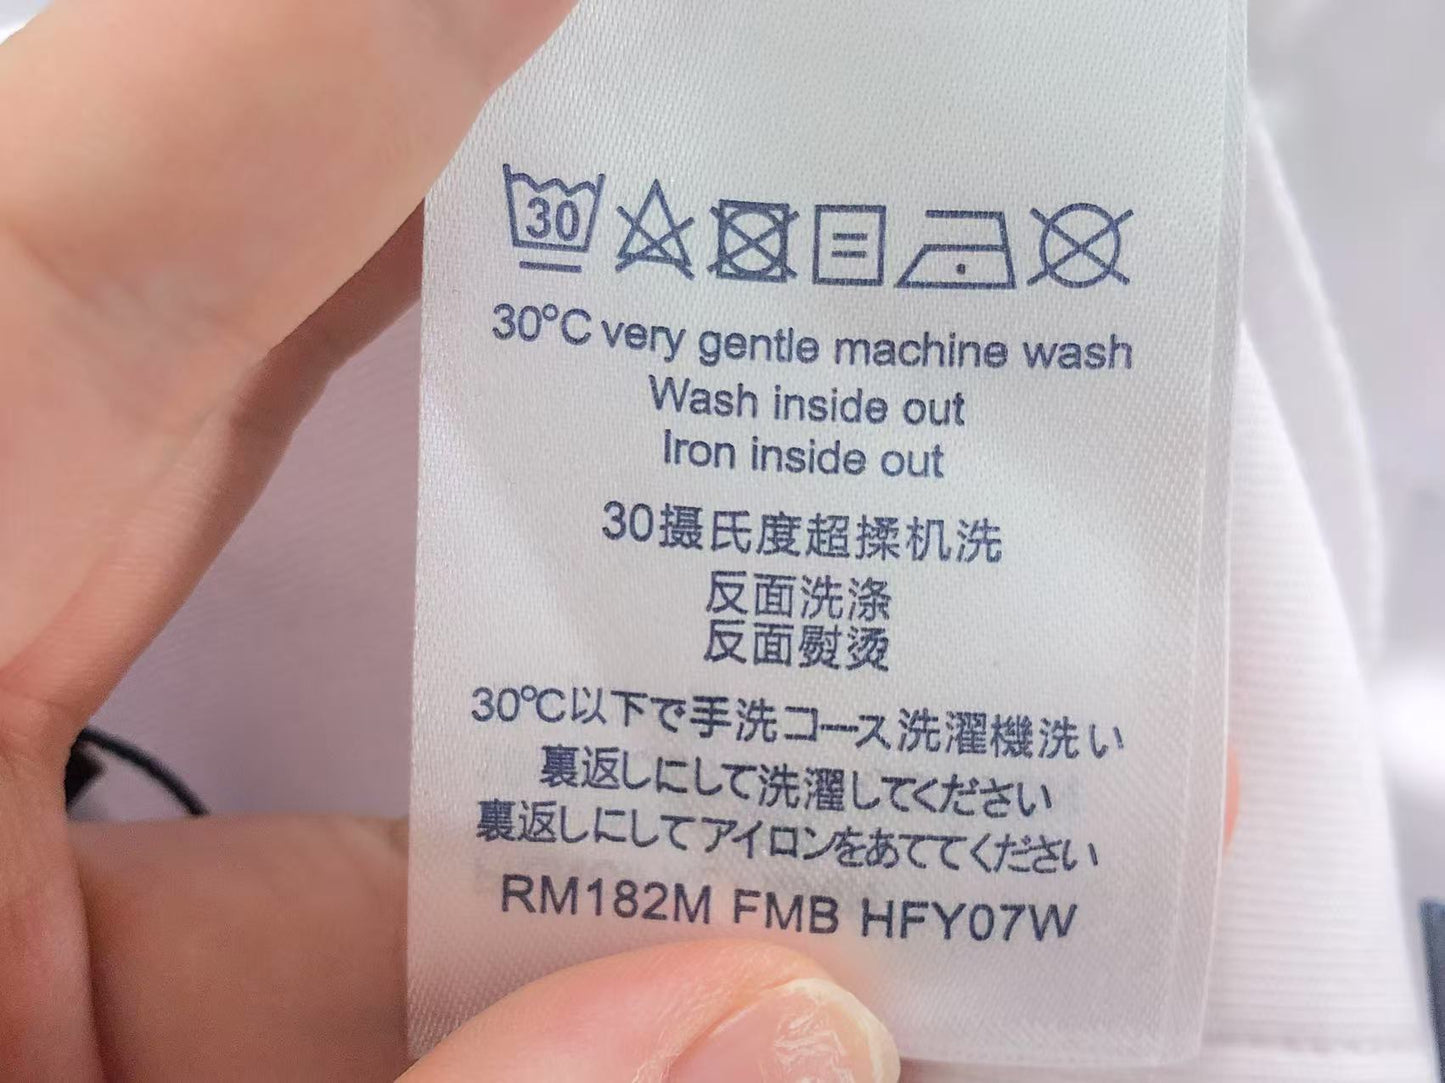 30
30°C very gentle machine wash
Wash inside out
Iron inside out
30摄氏度超揉机洗
反面洗涤
反面熨烫
30℃以下で手洗コース洗濯機洗い
裏返しにして洗濯してください
裏返しにしてアイロンをあててください
RM182M FMB HFY07W